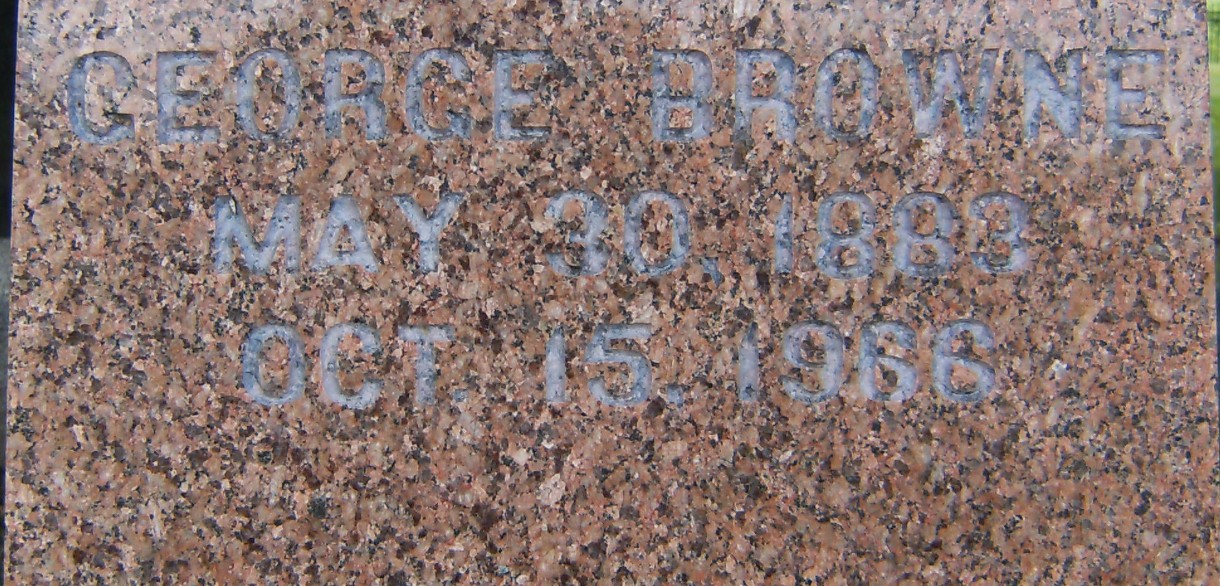 GEORGE BROWNE
MAY 30, 1883
OCT. 15, 1966